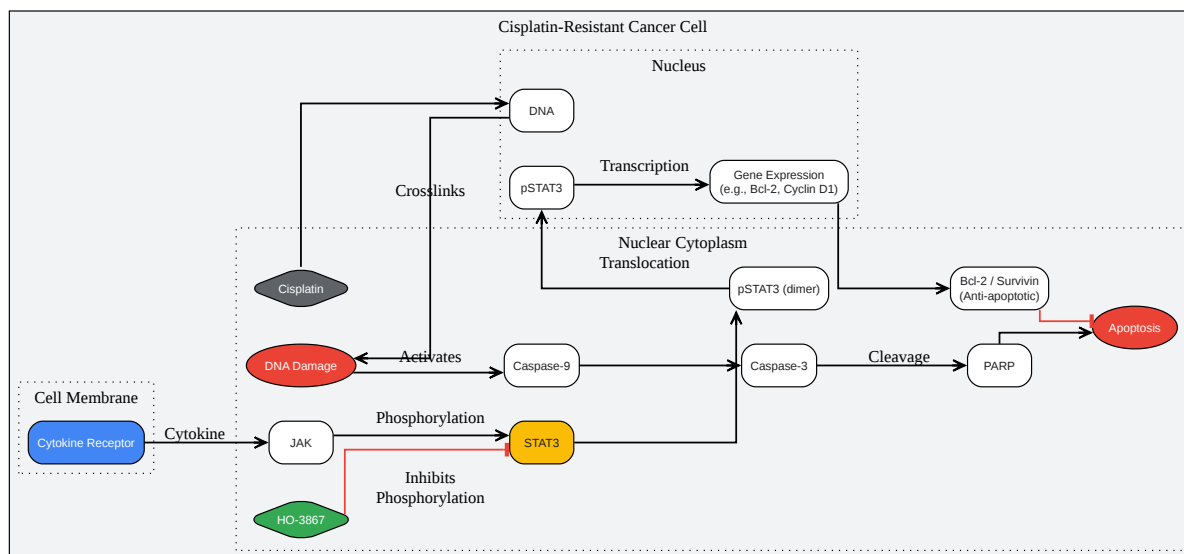 Cisplatin-Resistant Cancer Cell
Nucleus
DNA
Transcription
Gene Expression
(e.g., Bcl-2, Cyclin D1)
pSTAT3
Crosslinks
Nuclear Cytoplasm
Translocation
Cisplatin
pSTAT3 (dimer)
Bcl-2 / Survivin
(Anti-apoptotic)
Apoptosis
DNA Damage
Activates
Caspase-9
Caspase-3
Cleavage
PARP
Cell Membrane
Cytokine Receptor
Cytokine
JAK
Phosphorylation
STAT3
Inhibits
Phosphorylation
HO-3867